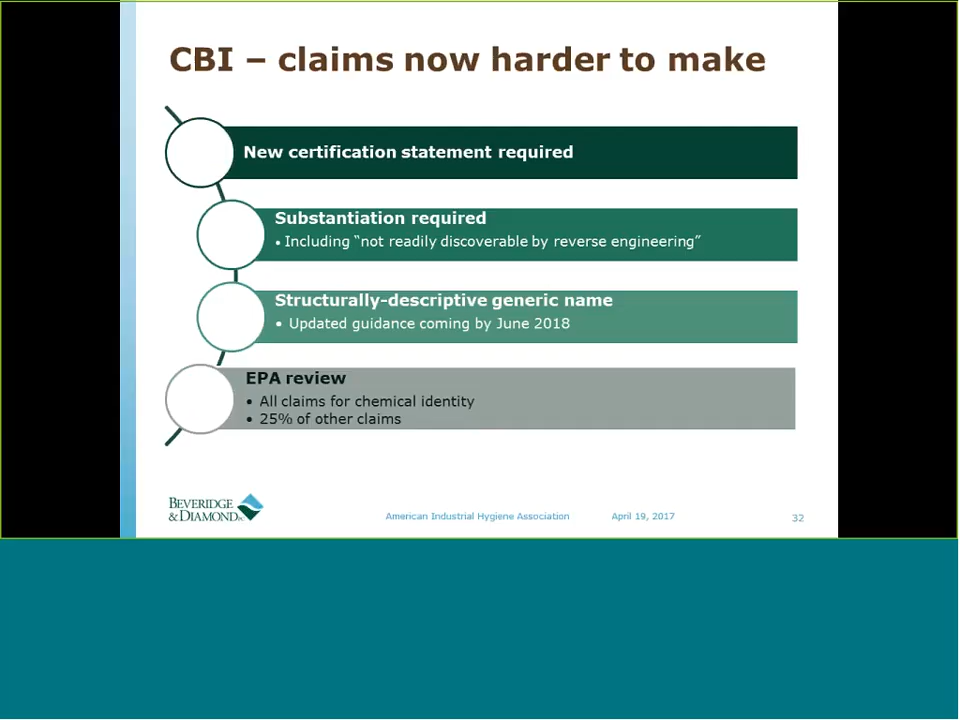 CBI – claims now harder to make
New certification statement required
Substantiation required
• Including “not readily discoverable by reverse engineering”
Structurally-descriptive generic name
• Updated guidance coming by June 2018
EPA review
• All claims for chemical identity
• 25% of other claims
BEVERIDGE
& DIAMOND PC
American Industrial Hygiene Association April 19, 2017 32